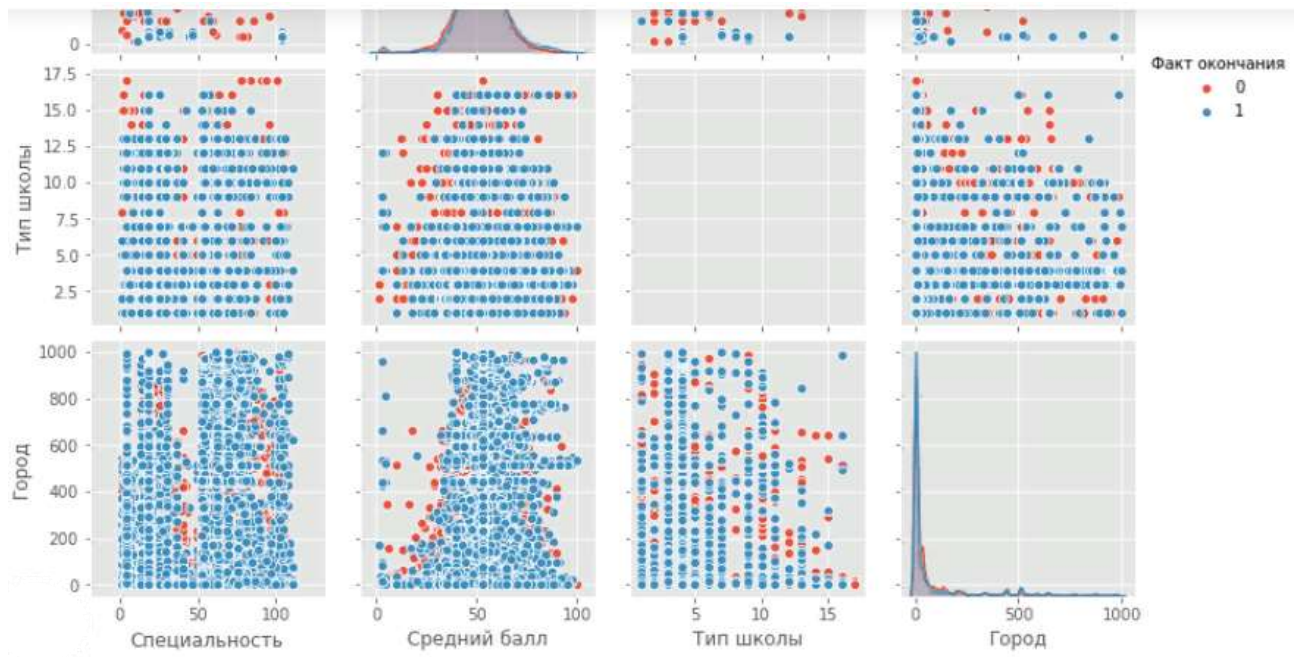 0
Факт окончания
0
1
17.5
15.0
12.5
10.0
7.5
5.0
2.5
Тип школы
1000
800
600
400
200
0
Город
0 50 100
0 50 100
5 10 15
0 500 1000
Специальность
Средний балл
Тип школы
Город